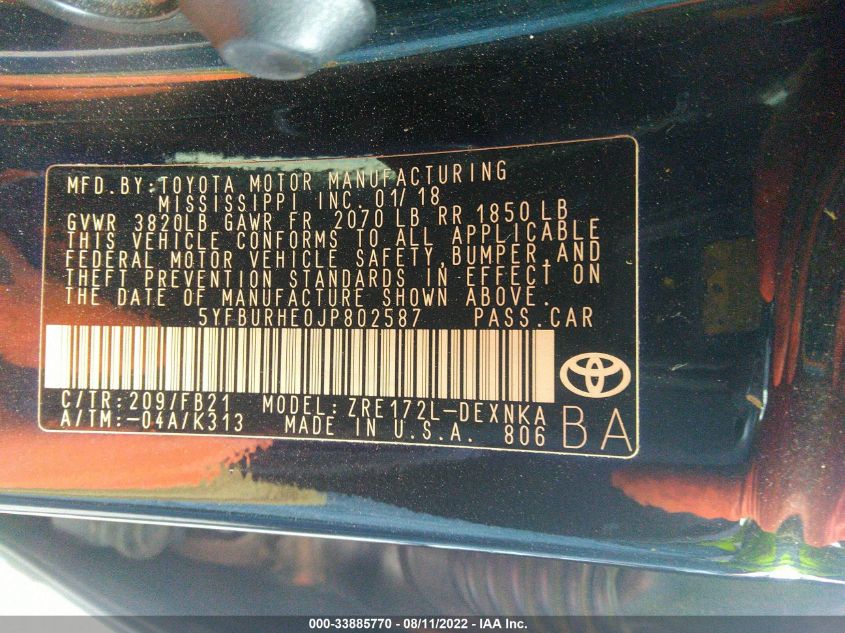 MFD. BY: TOYOTA MOTOR MANUFACTURING
MISSISSIPPI INC. 01/18
GVWR 3820LB GAWR FR 2070 LB RR 1850 LB
THIS VEHICLE CONFORMS TO ALL APPLICABLE
FEDERAL MOTOR VEHICLE SAFETY, BUMPER, AND
THEFT PREVENTION STANDARDS IN EFFECT ON
THE DATE OF MANUFACTURE SHOWN ABOVE.
5YFBURHE0JP802587 PASS. CAR
C/TR: 209/FB21 MODEL: ZRE172L-DEXNKA
A/TM: -04A/K313 MADE IN U.S.A. 806 BA
000-33885770 - 08/11/2022 - IAA Inc.